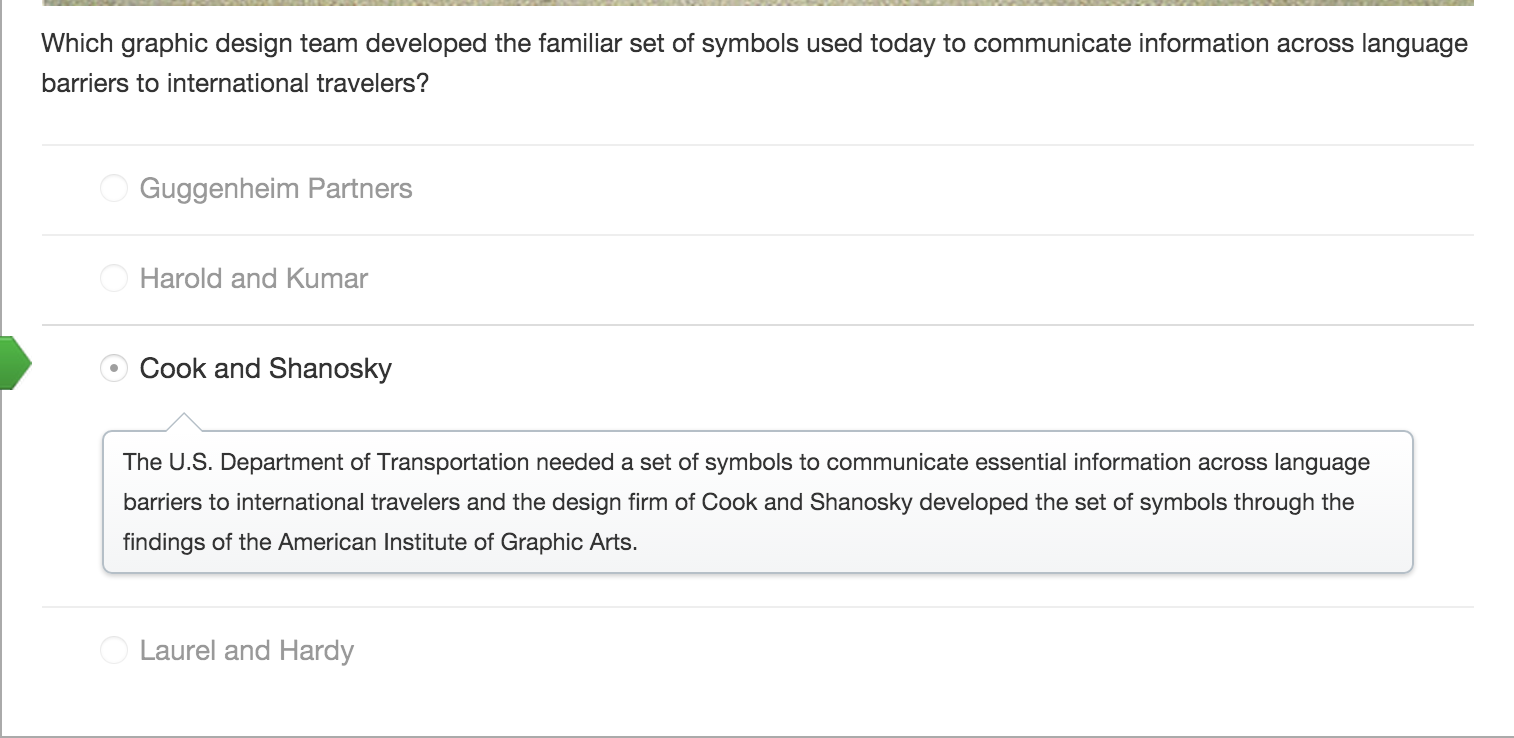 Which graphic design team developed the familiar set of symbols used today to communicate information across language
barriers to international travelers?
Guggenheim Partners
Harold and Kumar
Cook and Shanosky
The U.S. Department of Transportation needed a set of symbols to communicate essential information across language
barriers to international travelers and the design firm of Cook and Shanosky developed the set of symbols through the
findings of the American Institute of Graphic Arts.
Laurel and Hardy